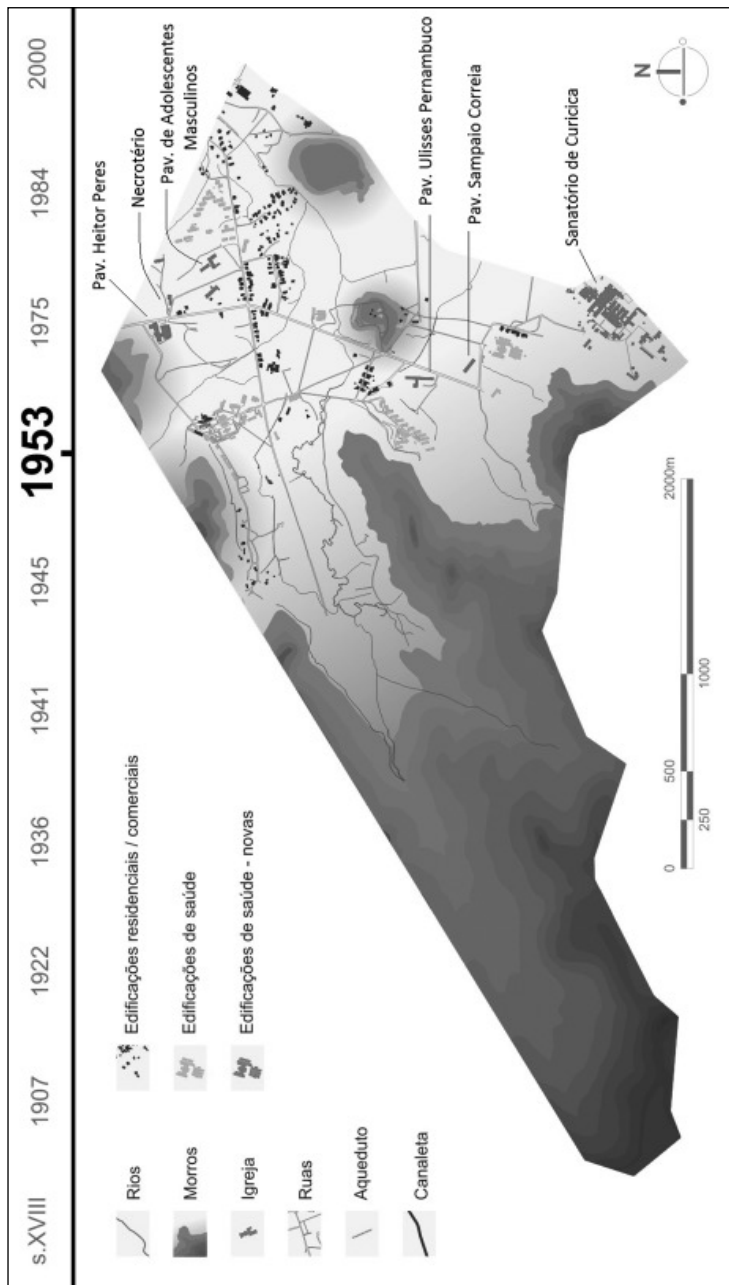 s.XVIII
1907
1922
1936
1941
1945
1953
1975
1984
2000
Rios
Morros
Igreja
Ruas
Aqueduto
Canaleta
Edificações residenciais / comerciais
Edificações de saúde
Edificações de saúde - novas
Pav. Heitor Peres
Necrotério
Pav. de Adolescentes
Masculinos
Pav. Ulisses Pernambuco
Pav. Sampaio Correia
Sanatório de Curicica
N
0
250
500
1000
2000m